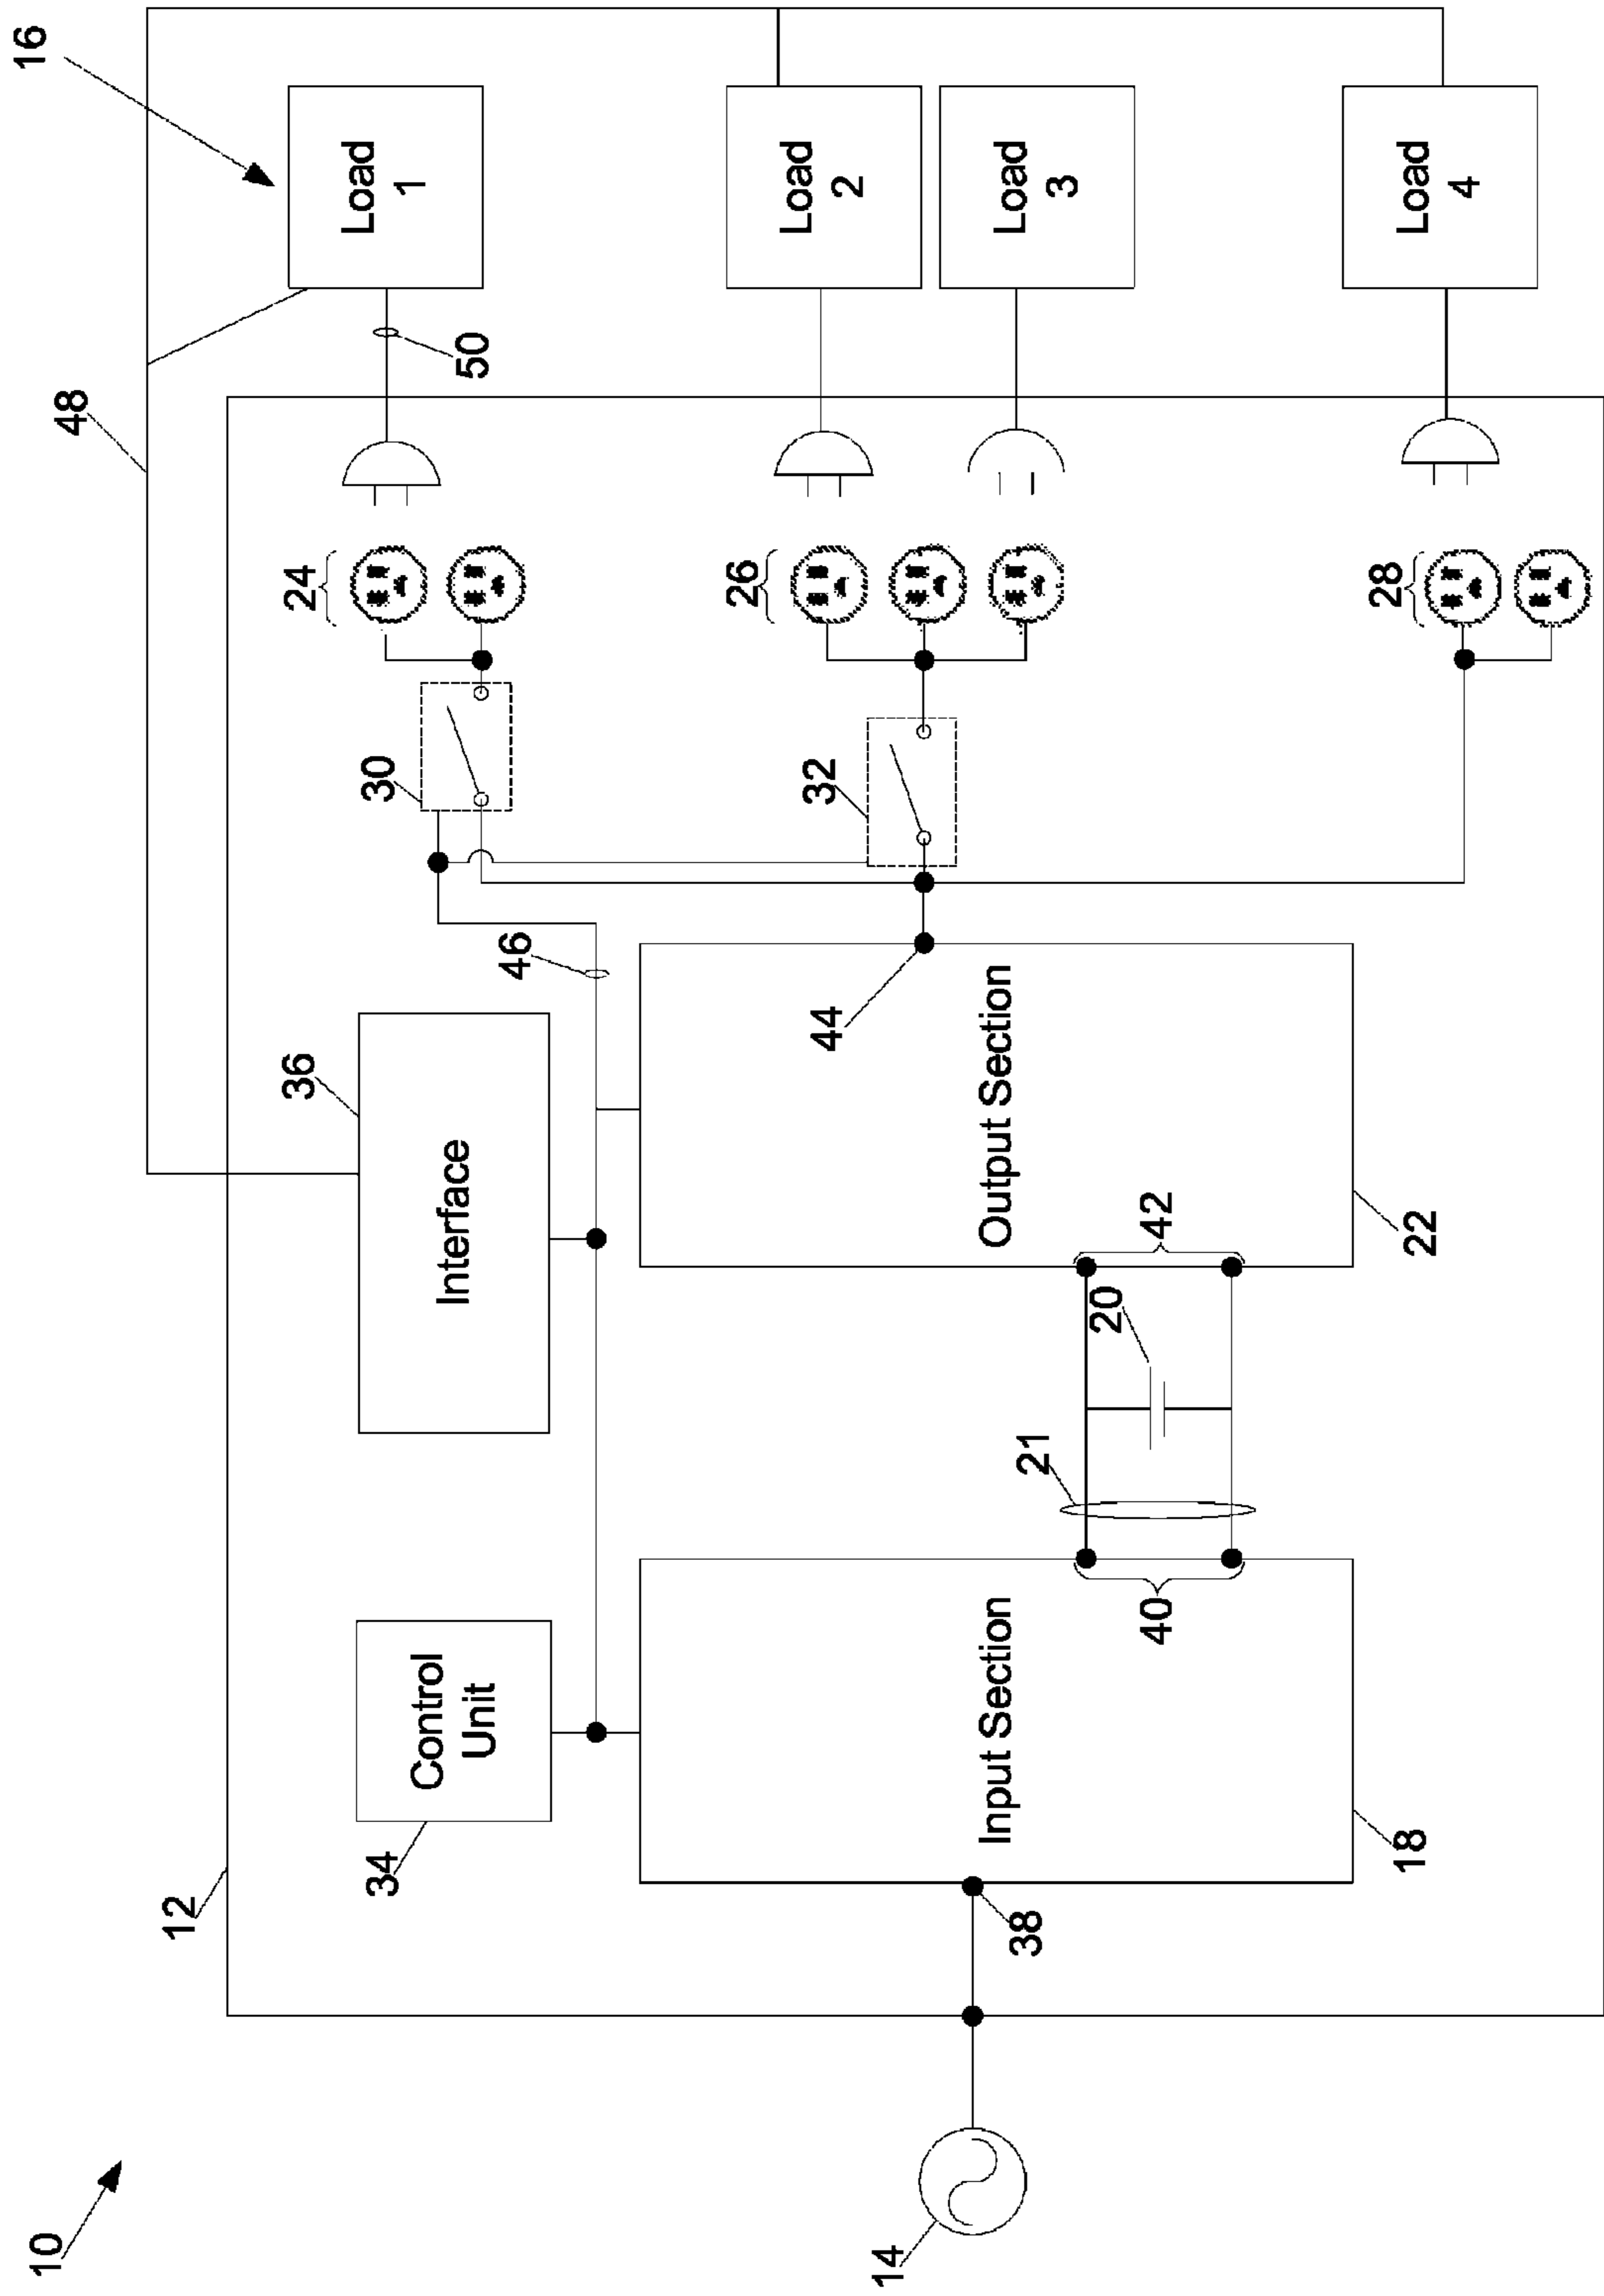 10
12
14
16
48
Load
1
50
Load
2
Load
3
Load
4
24
26
28
30
32
46
44
36
Interface
Output Section
22
42
20
21
40
34
Control
Unit
Input Section
18
38